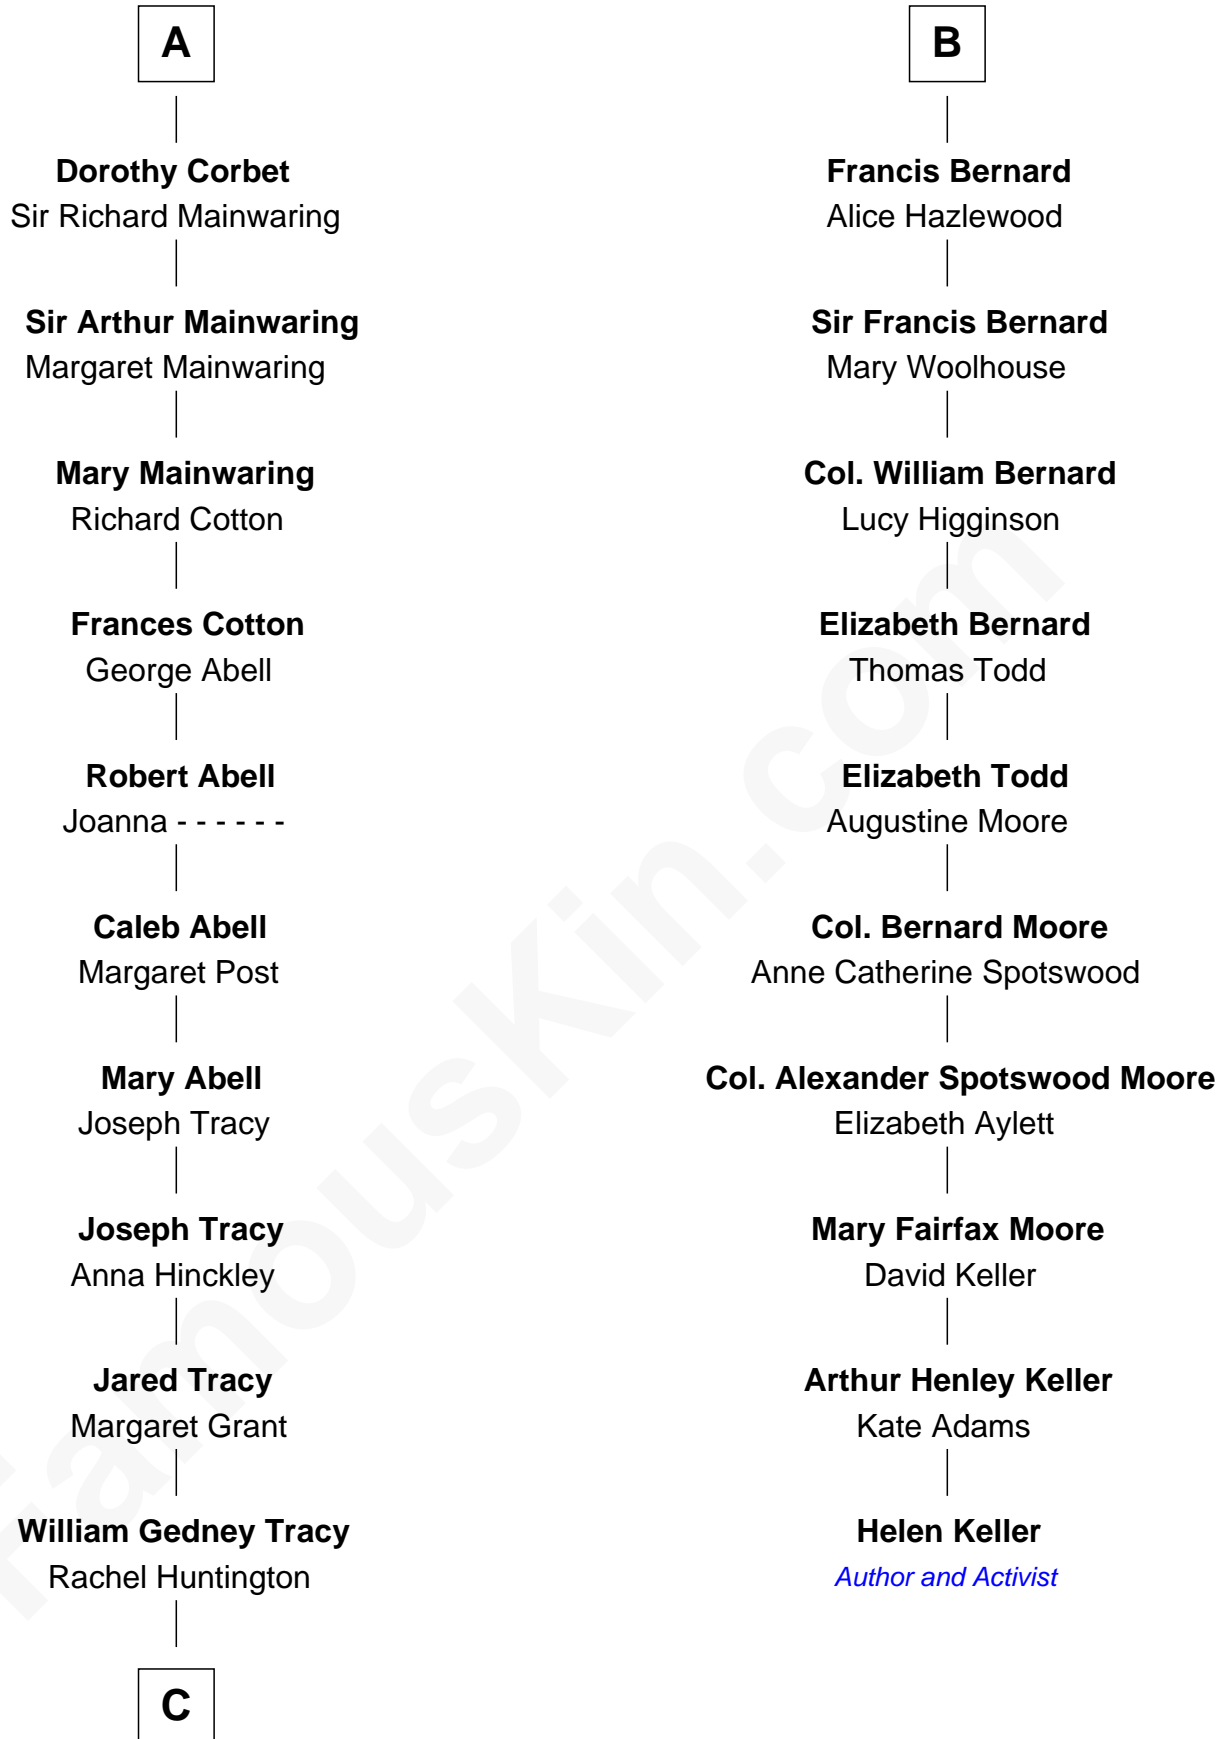 A
Dorothy Corbet
Sir Richard Mainwaring
Sir Arthur Mainwaring
Margaret Mainwaring
Mary Mainwaring
Richard Cotton
Frances Cotton
George Abell
Robert Abell
Joanna - - - - - -
Caleb Abell
Margaret Post
Mary Abell
Joseph Tracy
Joseph Tracy
Anna Hinckley
Jared Tracy
Margaret Grant
William Gedney Tracy
Rachel Huntington
C
B
Francis Bernard
Alice Hazlewood
Sir Francis Bernard
Mary Woolhouse
Col. William Bernard
Lucy Higginson
Elizabeth Bernard
Thomas Todd
Elizabeth Todd
Augustine Moore
Col. Bernard Moore
Anne Catherine Spotswood
Col. Alexander Spotswood Moore
Elizabeth Aylett
Mary Fairfax Moore
David Keller
Arthur Henley Keller
Kate Adams
Helen Keller
Author and Activist
FamousKin.com